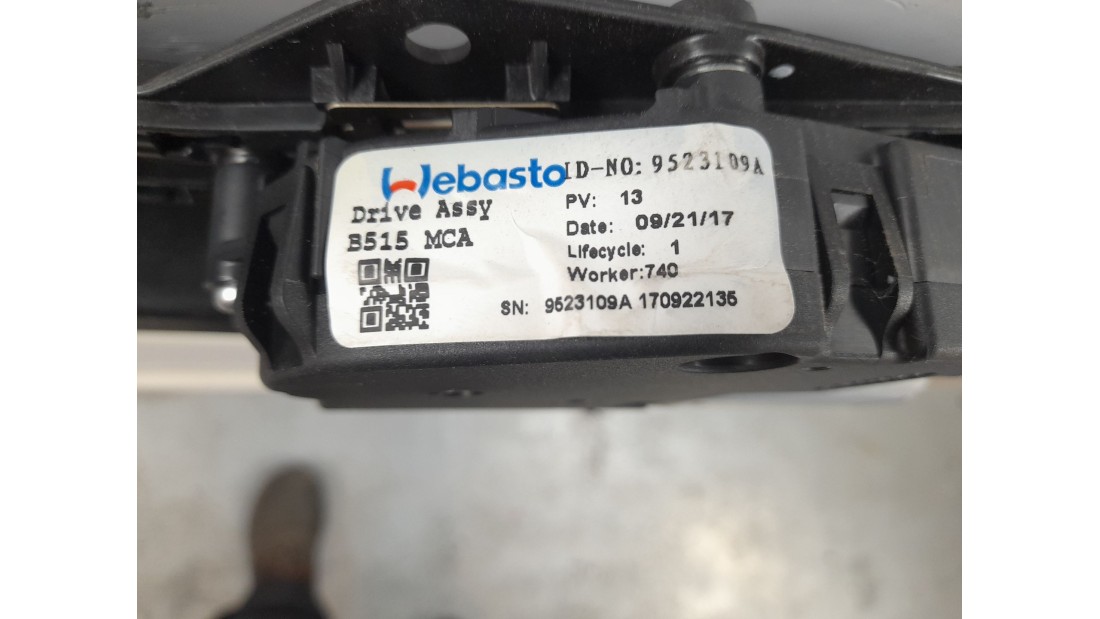 Webasto ID-NO: 9523109A
Drive Assy PV: 13
B515 MCA Date: 09/21/17
Lifecycle: 1
Worker:740
SN: 9523109A 170922135